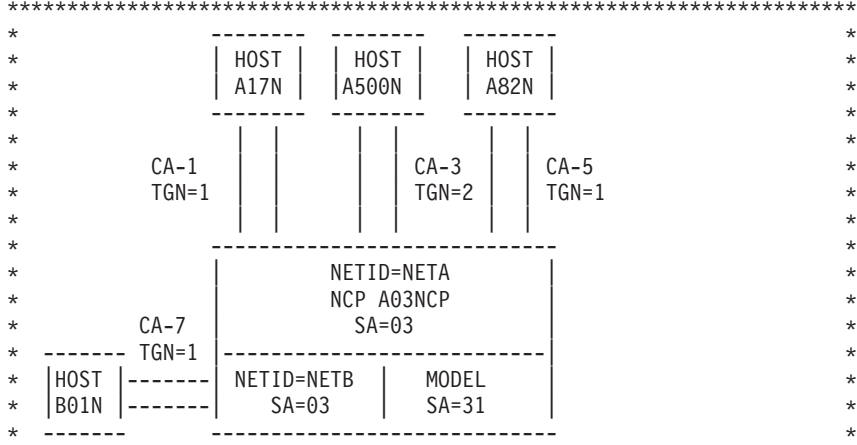 ***********************************************************************
* -------- -------- -------- *
* | HOST | | HOST | | HOST | *
* | A17N | |A500N | | A82N | *
* -------- -------- -------- *
* | | | | | | *
* CA-1 | | | | CA-3 | | CA-5 *
* TGN=1 | | | | TGN=2 | | TGN=1 *
* | | | | | | *
* ----------------------------- *
* | NETID=NETA | *
* | NCP A03NCP | *
* CA-7 | SA=03 | *
* ------- TGN=1 |---------------------------| *
* |HOST |-------| NETID=NETB | MODEL | *
* |B01N |-------| SA=03 | SA=31 | *
* ------- ----------------------------- *